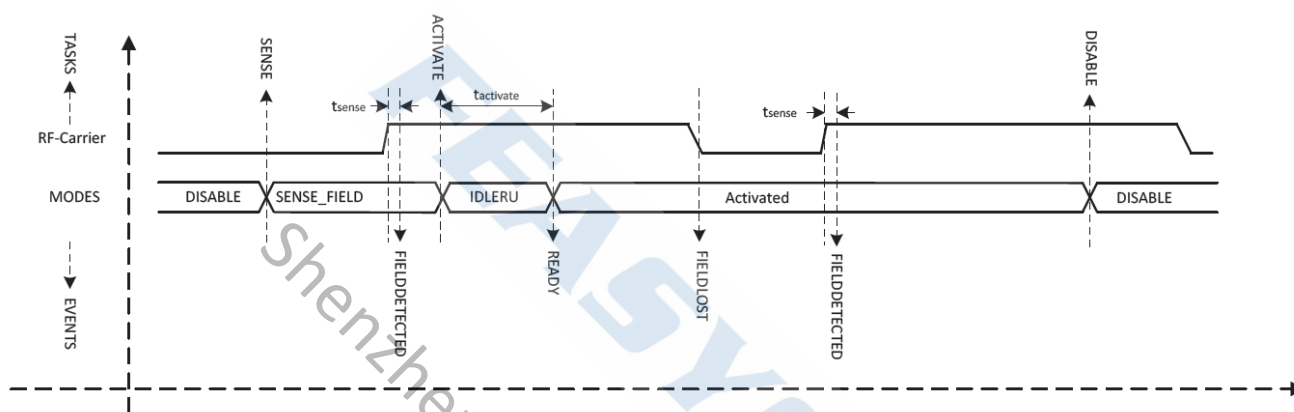 TASKS
SENSE
ACTIVATE
DISABLE
tsense
tactivate
tsense
RF-Carrier
MODES
DISABLE
SENSE_FIELD
IDLERU
Activated
DISABLE
EVENTS
FIELDDETECTED
READY
FIELDLOST
FIELDDETECTED
FEASY
Shenzhe